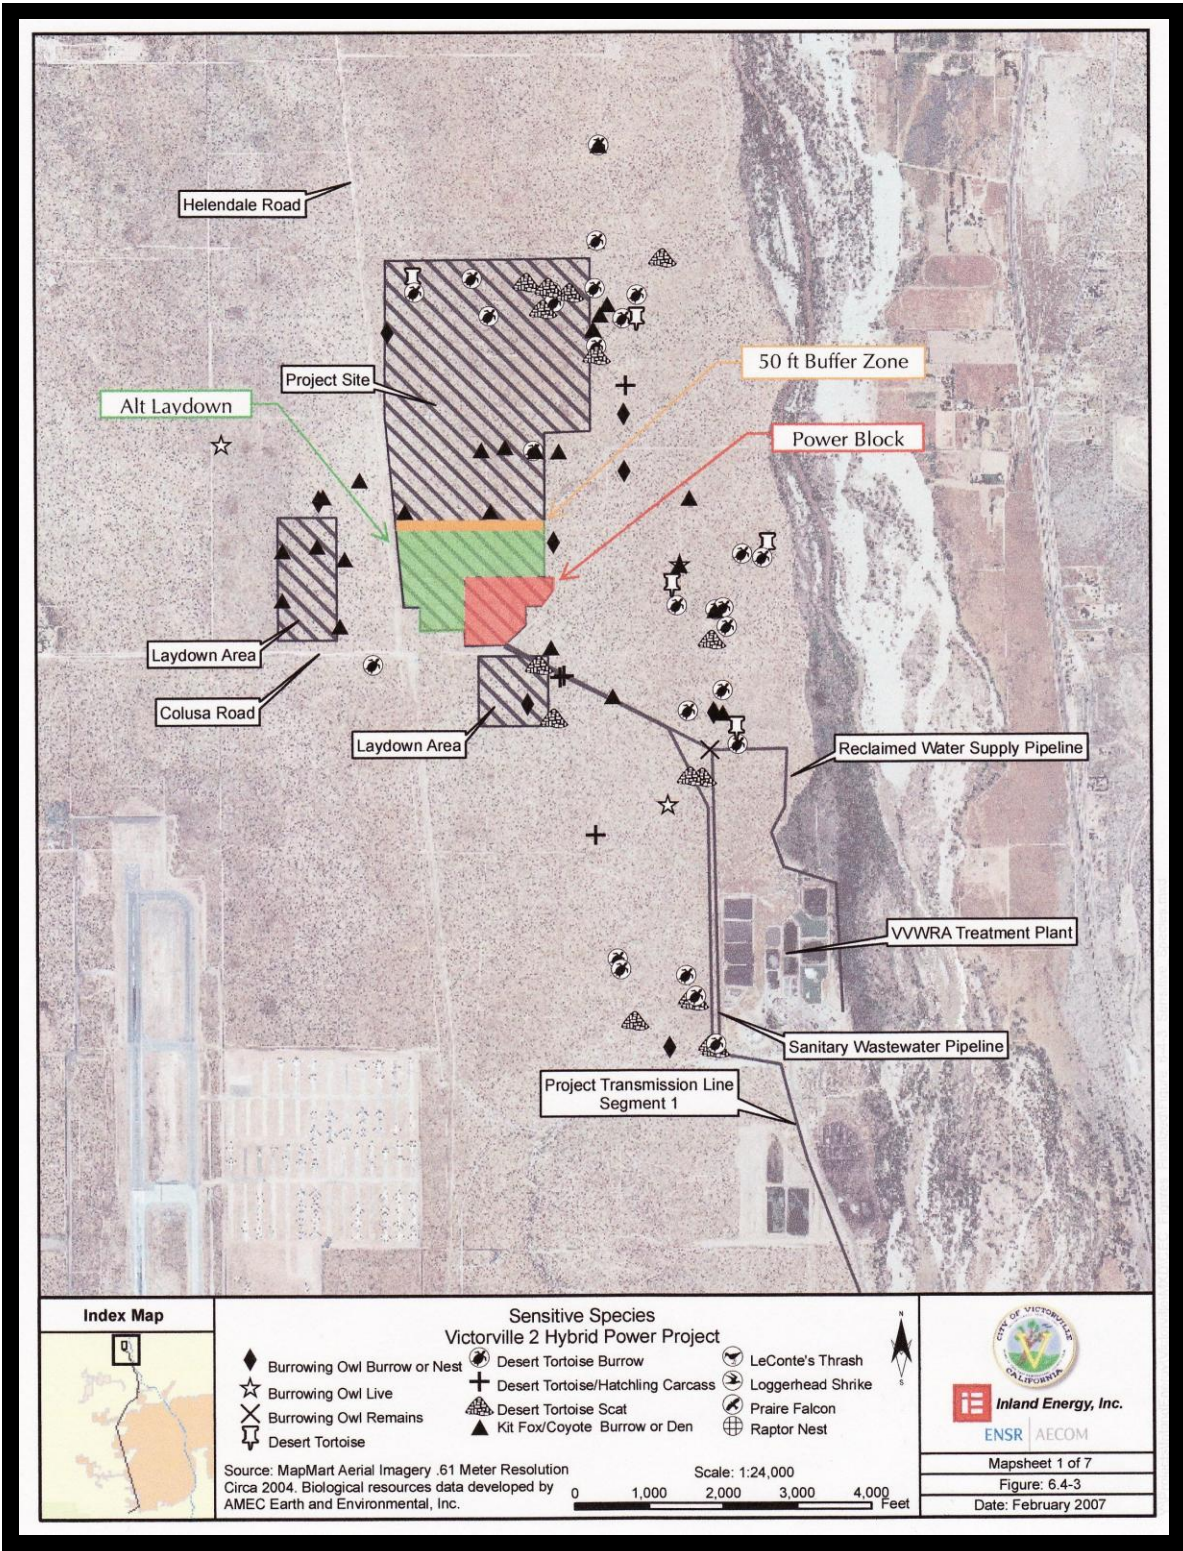 Helendale Road
Project Site
50 ft Buffer Zone
Alt Laydown
Power Block
Laydown Area
Colusa Road
Laydown Area
Reclaimed Water Supply Pipeline
VVWRA Treatment Plant
Sanitary Wastewater Pipeline
Project Transmission Line
Segment 1
Index Map
Sensitive Species
Victorville 2 Hybrid Power Project
Burrowing Owl Burrow or Nest
Burrowing Owl Live
Burrowing Owl Remains
Desert Tortoise
Desert Tortoise Burrow
Desert Tortoise/Hatchling Carcass
Desert Tortoise Scat
Kit Fox/Coyote Burrow or Den
LeConte's Thrash
Loggerhead Shrike
Praire Falcon
Raptor Nest
N
S
Source: MapMart Aerial Imagery .61 Meter Resolution
Circa 2004. Biological resources data developed by
AMEC Earth and Environmental, Inc.
Scale: 1:24,000
0 1,000 2,000 3,000 4,000
Feet
CITY OF VICTORVILLE
V
CALIFORNIA
IE Inland Energy, Inc.
ENSR | AECOM
Mapsheet 1 of 7
Figure: 6.4-3
Date: February 2007